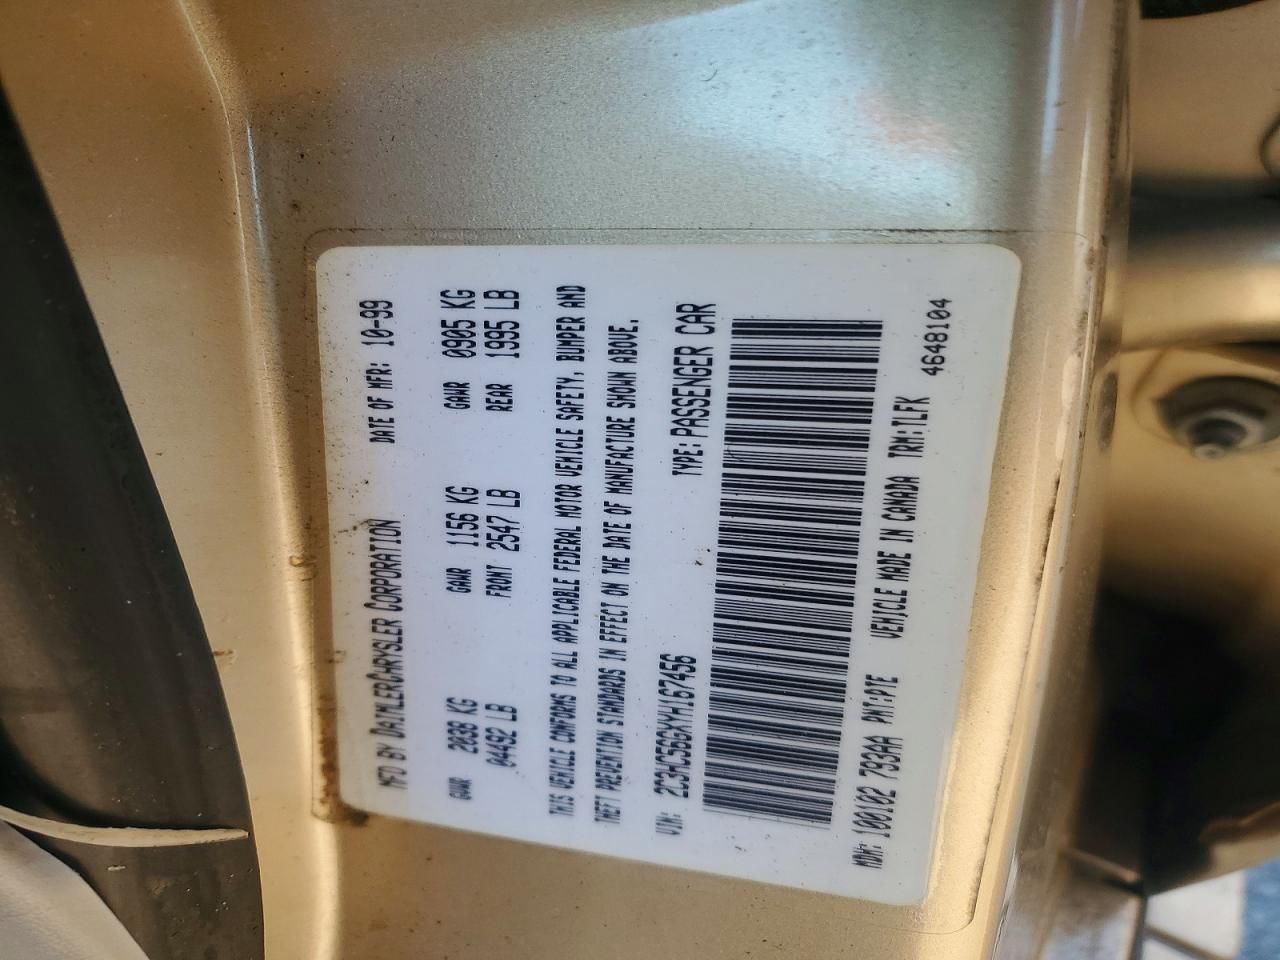 MFD BY DAIMLERCHRYSLER CORPORATION DATE OF MFR: 10-99
GVWR 2038 KG GAWR 1156 KG GAWR 0905 KG
04492 LB FRONT 2547 LB REAR 1995 LB
THIS VEHICLE CONFORMS TO ALL APPLICABLE FEDERAL MOTOR VEHICLE SAFETY, BUMPER AND
THEFT PREVENTION STANDARDS IN EFFECT ON THE DATE OF MANUFACTURE SHOWN ABOVE.
VIN: 2C3HC56GXYH167456 TYPE: PASSENGER CAR
MDH: 100102 793AA PNT: PTE VEHICLE MADE IN CANADA TRM: TLFK
4648104